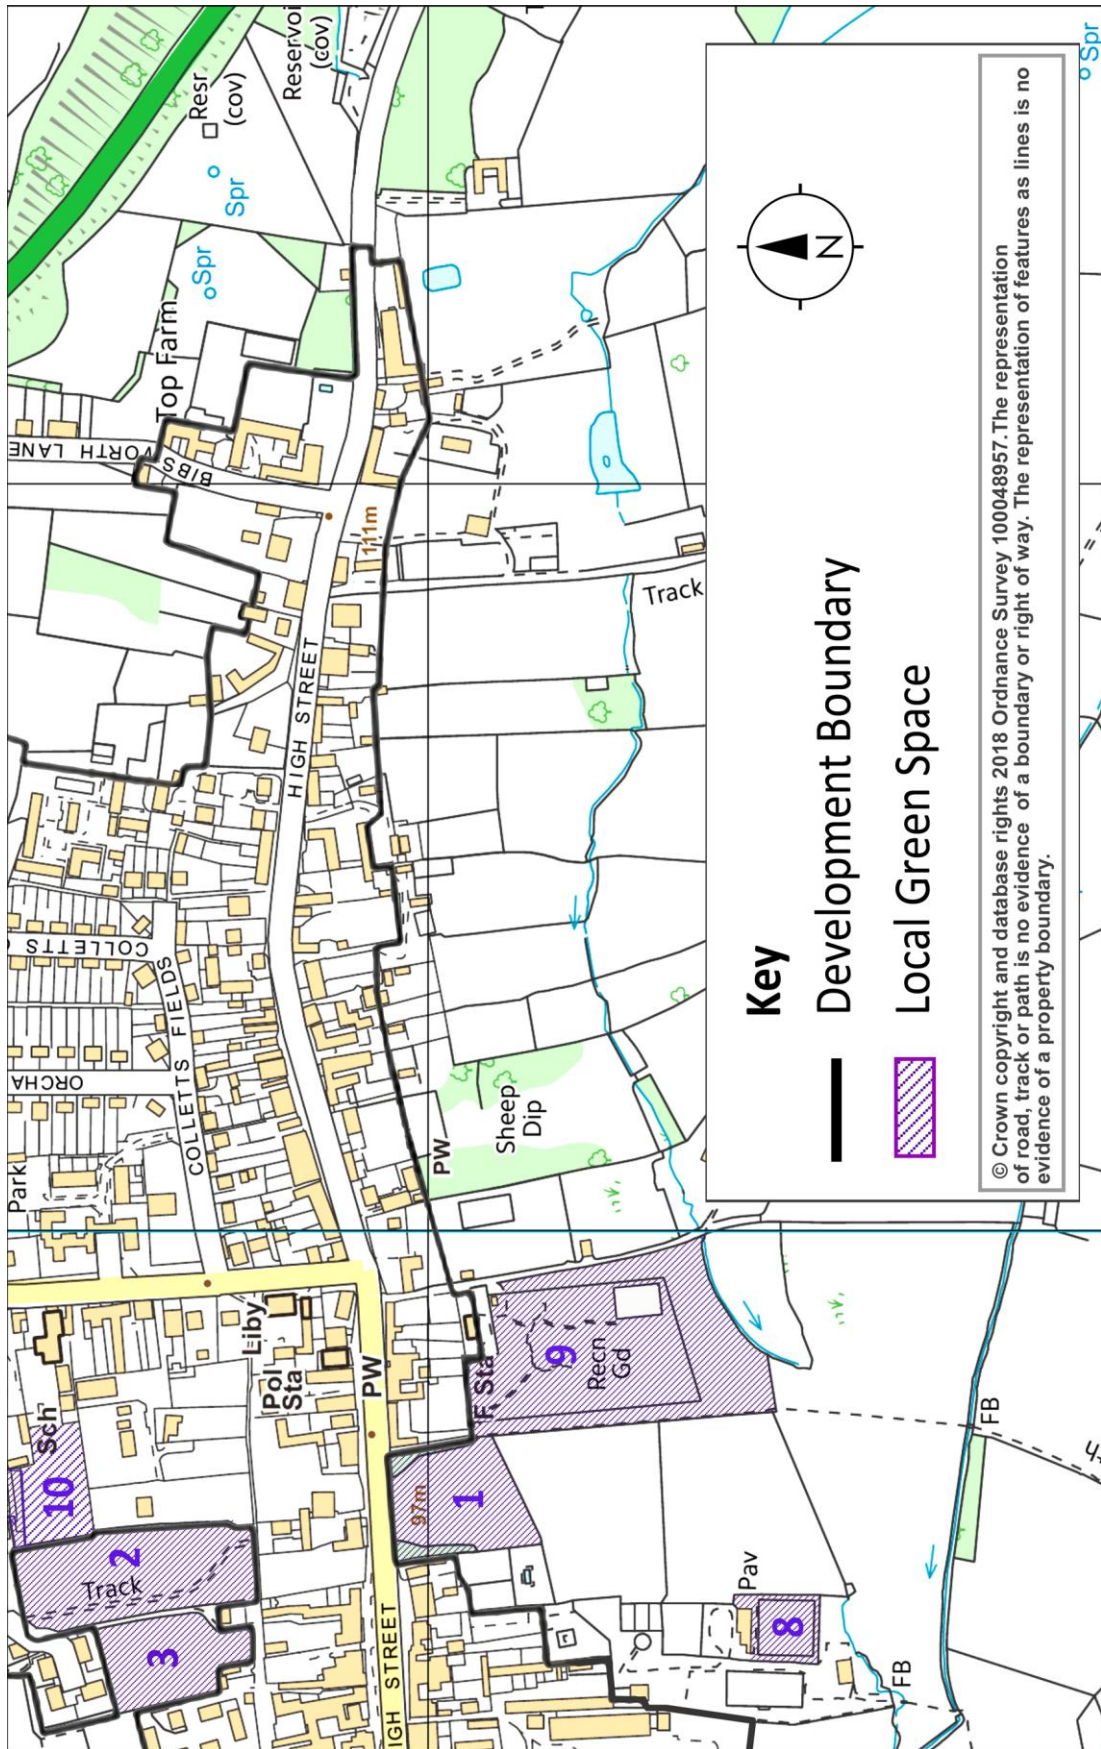 Reservoi
(cov)
Resr
(cov)
Spr
Spr
Spr
Top Farm
WORTH LANE
BIBS
111m
HIGH STREET
Track
COLLETTS
COLLETTS FIELDS
ORCHA
Park
PW
Sheep
Dip
Liby
Pol
Sta
PW
Sch
10
2
Track
3
F Sta
9
Recn
Gd
1
97m
IGH STREET
Pav
8
FB
FB
N
Key
Development Boundary
Local Green Space
© Crown copyright and database rights 2018 Ordnance Survey 100048957.The representation
of road, track or path is no evidence of a boundary or right of way. The representation of features as lines is no
evidence of a property boundary.